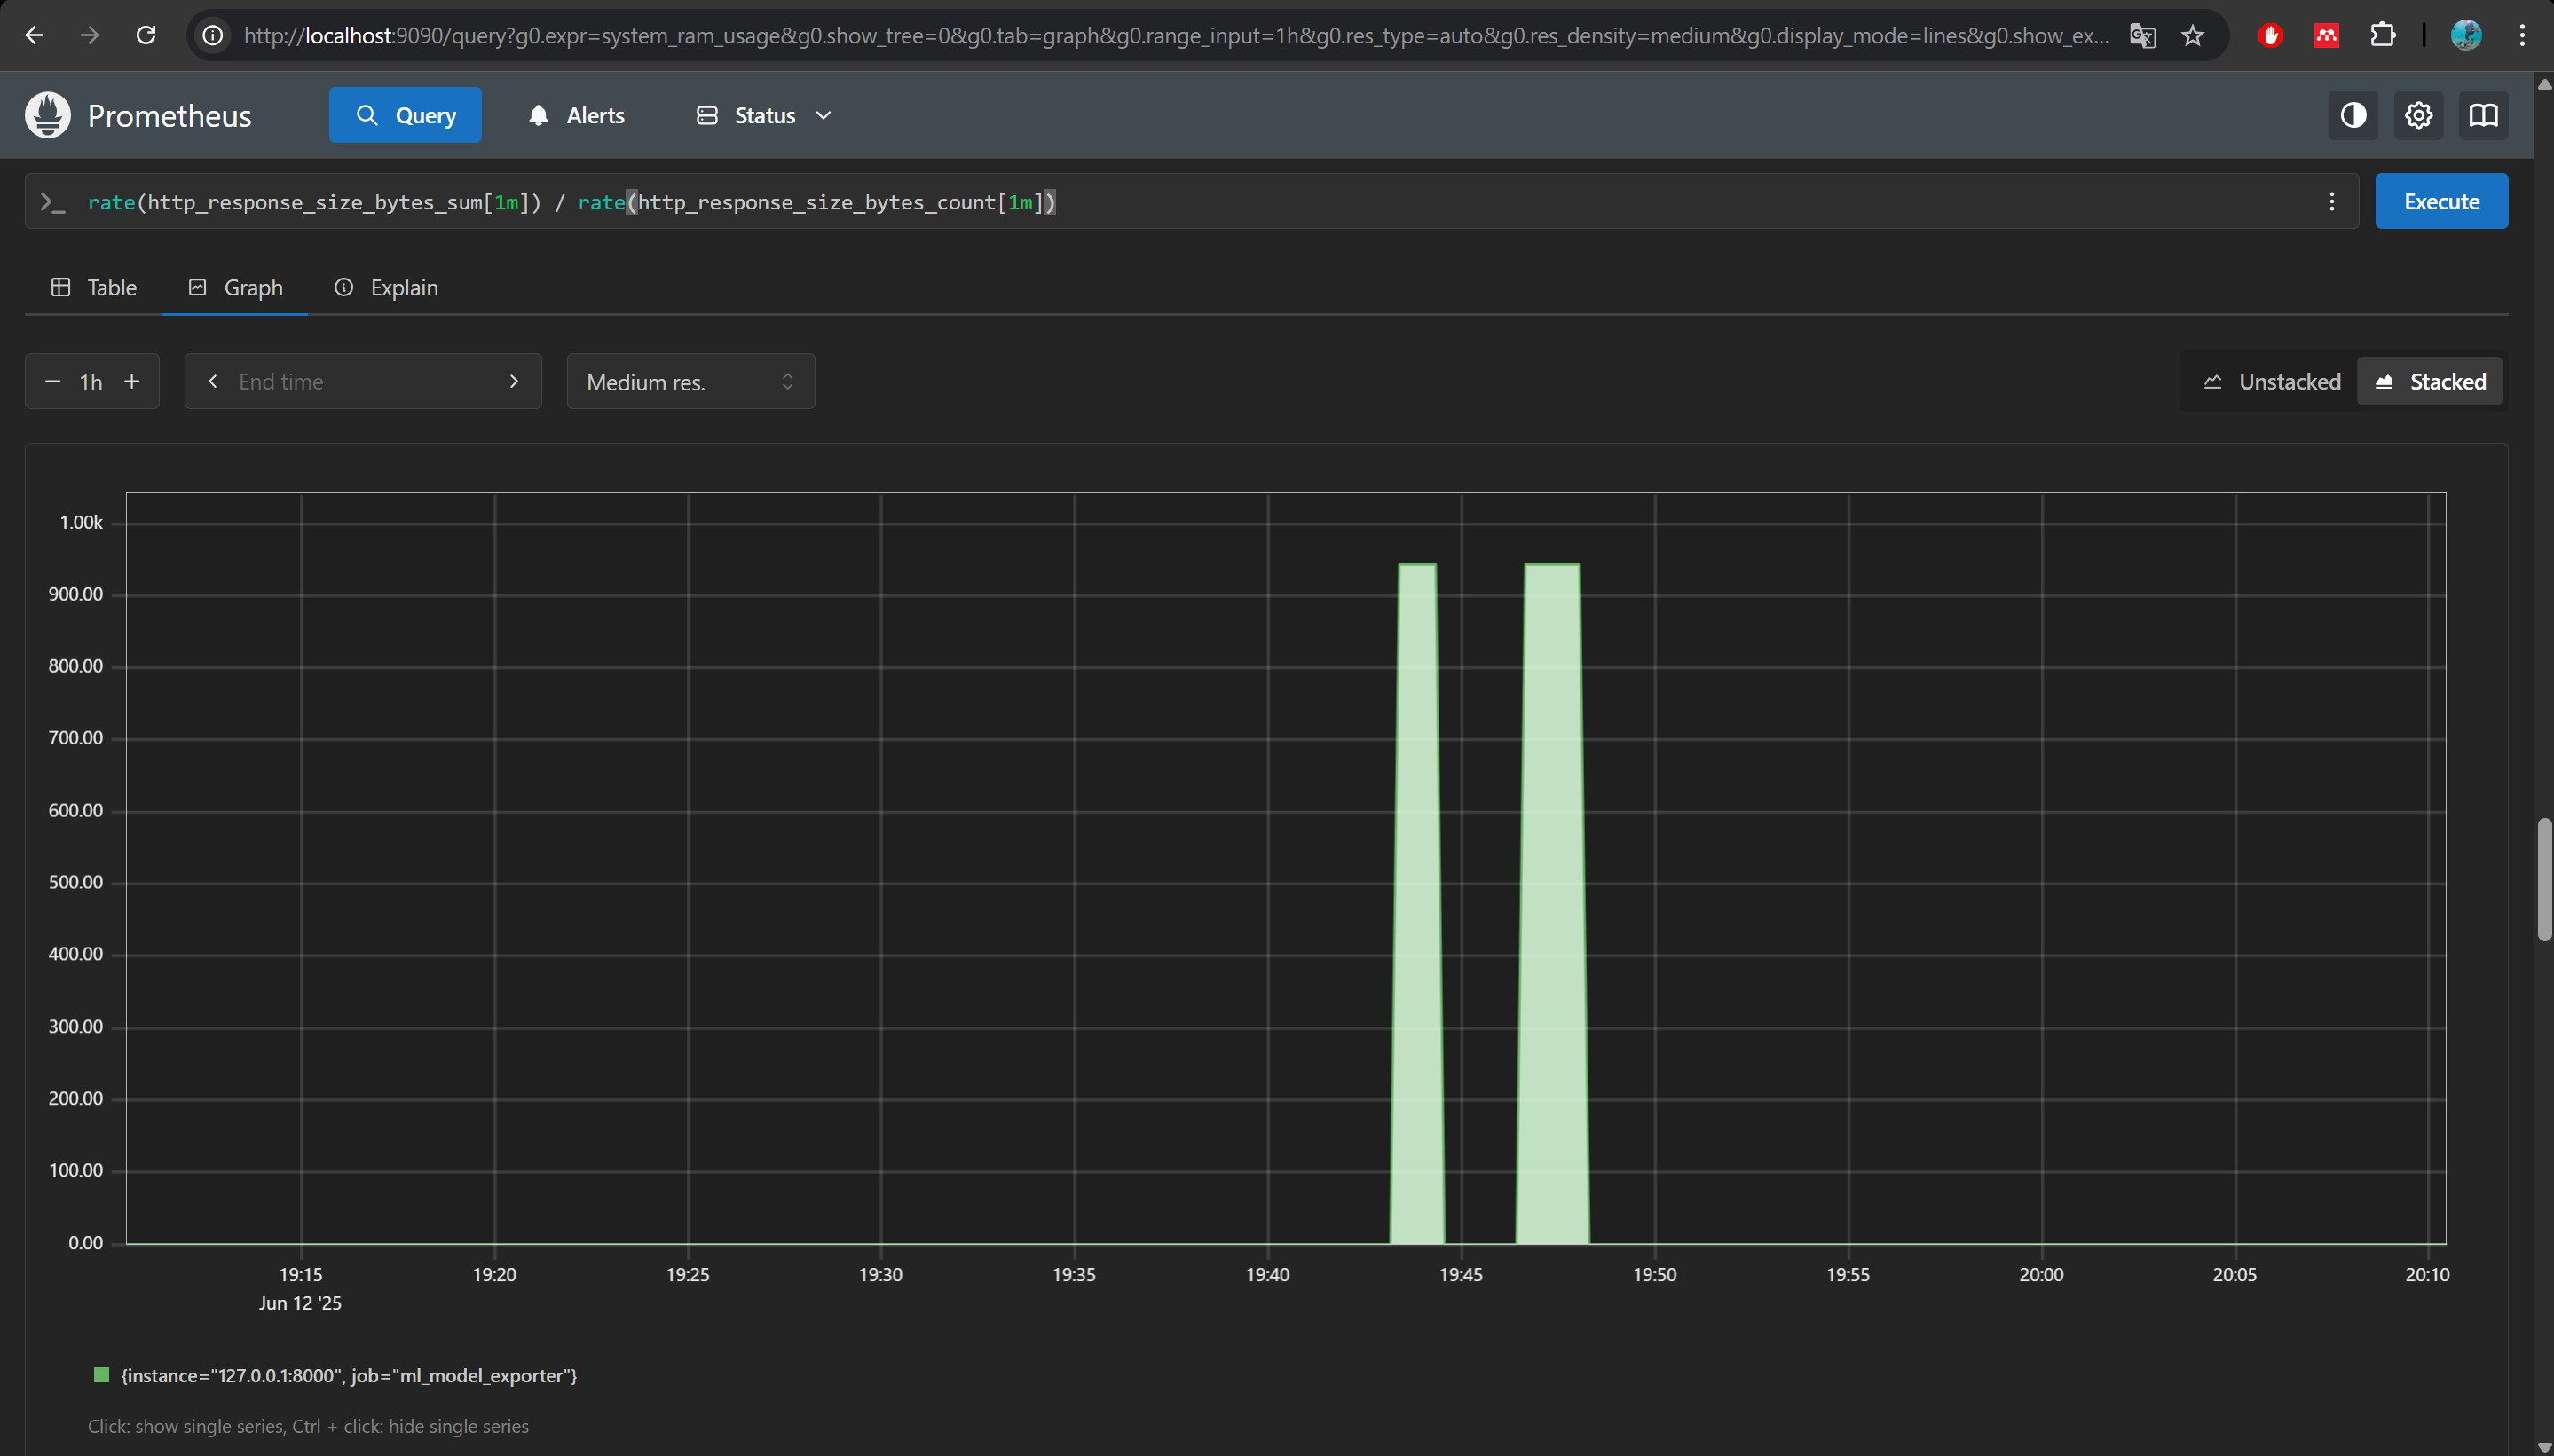 http://localhost:9090/query?g0.expr=system_ram_usage&g0.show_tree=0&g0.tab=graph&g0.range_input=1h&g0.res_type=auto&g0.res_density=medium&g0.display_mode=lines&g0.show_ex...
Prometheus Query Alerts Status
>_ rate(http_response_size_bytes_sum[1m]) / rate(http_response_size_bytes_count[1m]) Execute
Table Graph Explain
1h End time Medium res. Unstacked Stacked
1.00k
900.00
800.00
700.00
600.00
500.00
400.00
300.00
200.00
100.00
0.00
19:15 19:20 19:25 19:30 19:35 19:40 19:45 19:50 19:55 20:00 20:05 20:10
Jun 12 '25
{instance="127.0.0.1:8000", job="ml_model_exporter"}
Click: show single series, Ctrl + click: hide single series